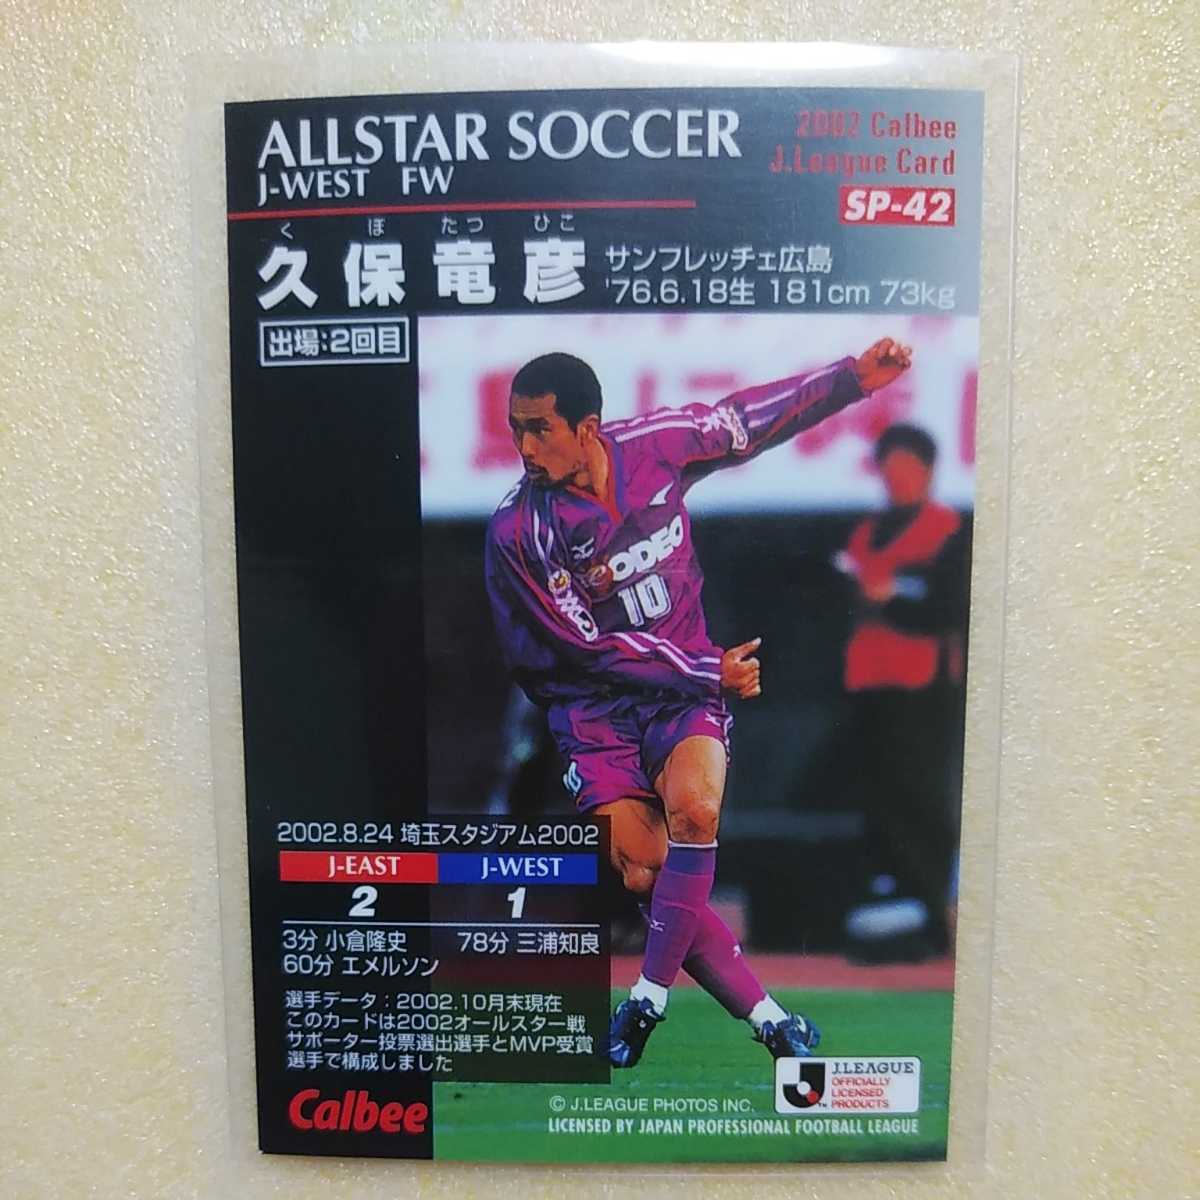 ALLSTAR SOCCER
J-WEST FW
2002 Calbee
J.League Card
SP-42
く ぼ たつ ひこ
久保竜彦
サンフレッチェ広島
'76.6.18生 181cm 73kg
出場:2回目
RODEO
10
10
2002.8.24 埼玉スタジアム2002
J-EAST J-WEST
2 1
3分 小倉隆史 78分 三浦知良
60分 エメルソン
選手データ：2002.10月末現在
このカードは2002オールスター戦
サポーター投票選出選手とMVP受賞
選手で構成しました
Calbee
J.LEAGUE
OFFICIALLY
LICENSED
PRODUCTS
TM
© J.LEAGUE PHOTOS INC.
LICENSED BY JAPAN PROFESSIONAL FOOTBALL LEAGUE